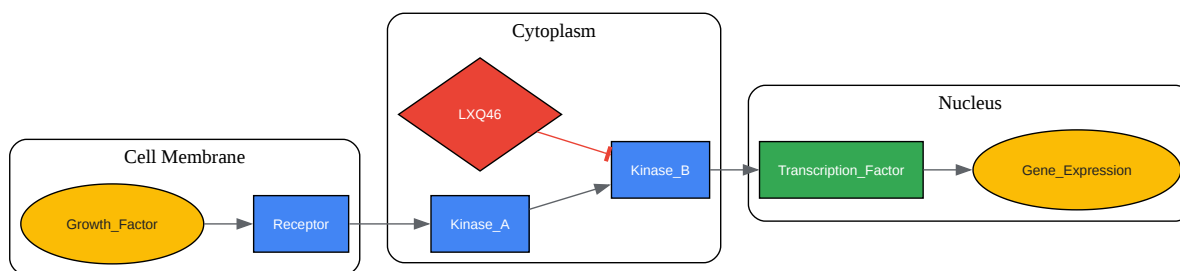 Cell Membrane
Growth_Factor
Receptor
Cytoplasm
LXQ46
Kinase_A
Kinase_B
Nucleus
Transcription_Factor
Gene_Expression